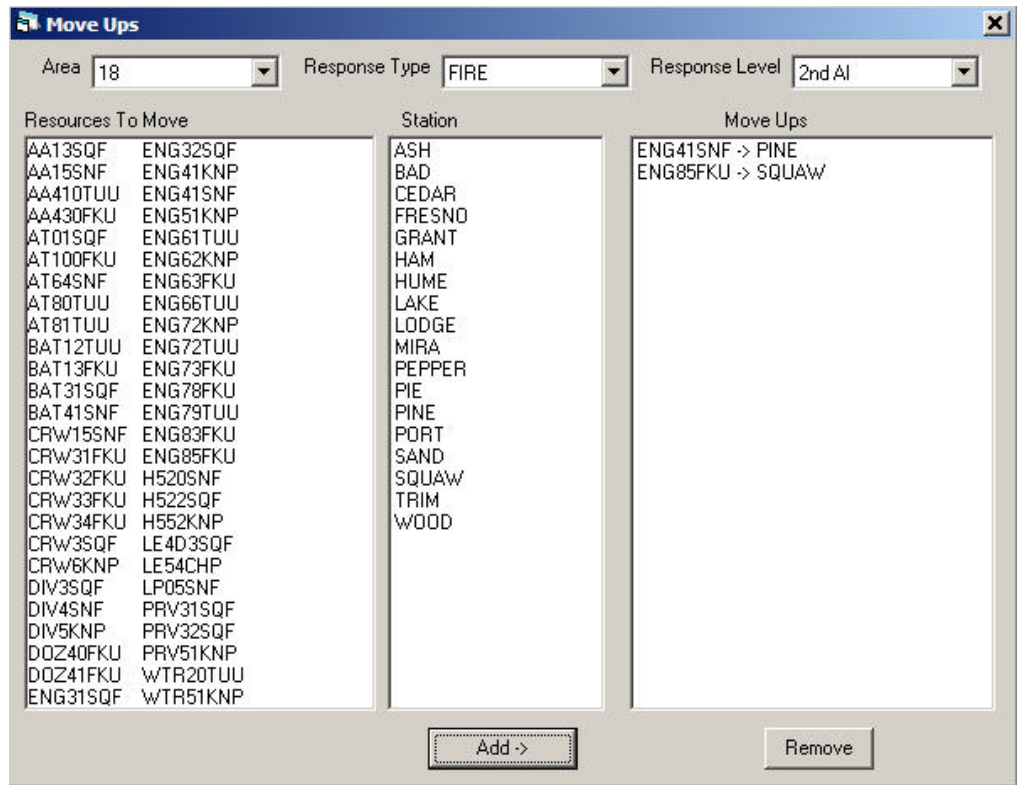 Move Ups
Area 18 Response Type FIRE Response Level 2nd Al
Resources To Move
AA13SQF ENG32SQF
AA15SNF ENG41KNP
AA410TUU ENG41SNF
AA430FKU ENG51KNP
AT01SQF ENG61TUU
AT100FKU ENG62KNP
AT64SNF ENG63FKU
AT80TUU ENG66TUU
AT81TUU ENG72KNP
BAT12TUU ENG72TUU
BAT13FKU ENG73FKU
BAT31SQF ENG78FKU
BAT41SNF ENG79TUU
CRW15SNF ENG83FKU
CRW31FKU ENG85FKU
CRW32FKU H520SNF
CRW33FKU H522SQF
CRW34FKU H552KNP
CRW3SQF LE4D3SQF
CRW6KNP LE54CHP
DIV3SQF LP05SNF
DIV4SNF PRV31SQF
DIV5KNP PRV32SQF
DOZ40FKU PRV51KNP
DOZ41FKU WTR20TUU
ENG31SQF WTR51KNP
Station
ASH
BAD
CEDAR
FRESNO
GRANT
HAM
HUME
LAKE
LODGE
MIRA
PEPPER
PIE
PINE
PORT
SAND
SQUAW
TRIM
WOOD
Move Ups
ENG41SNF -> PINE
ENG85FKU -> SQUAW
Add ->
Remove